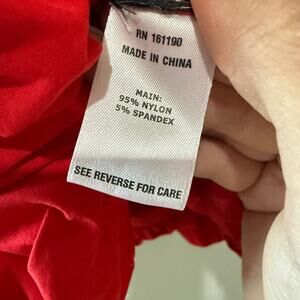 RN 161190
MADE IN CHINA
MAIN:
95% NYLON
5% SPANDEX
SEE REVERSE FOR CARE